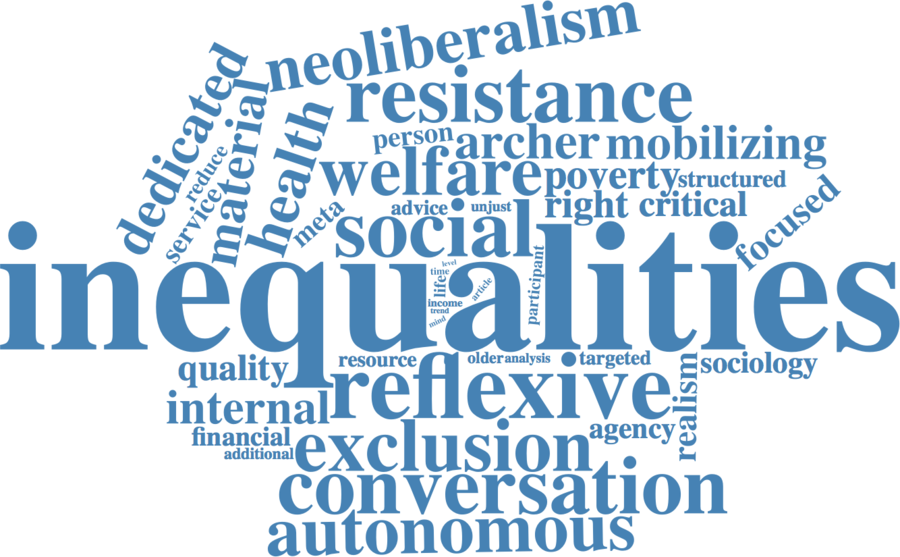 neoliberalism
dedicated
resistance
material
health
reduce
service
person
archer
mobilizing
welfare
poverty
structured
meta
advice
unjust
right
critical
focused
social
inequalities
level
time
life
article
income
trend
mind
participant
quality
resource
older
analysis
targeted
sociology
reflexive
realism
internal
financial
agency
additional
exclusion
conversation
autonomous